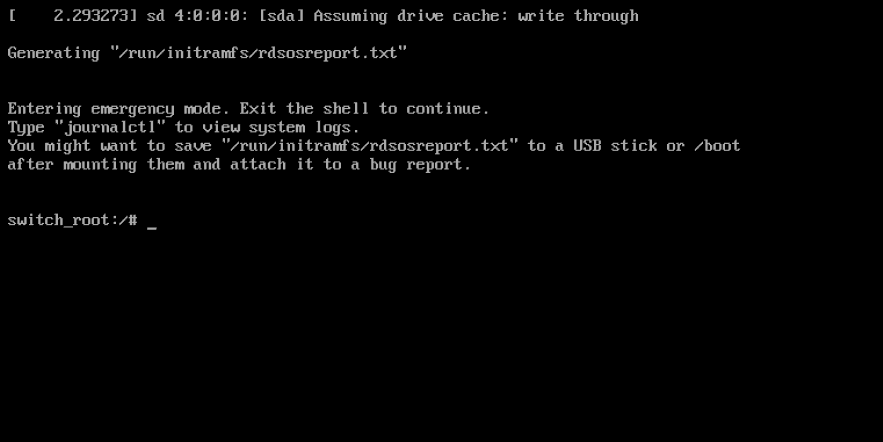 [    2.293273] sd 4:0:0:0: [sda] Assuming drive cache: write through
Generating "/run/initramfs/rdsosreport.txt"
Entering emergency mode. Exit the shell to continue.
Type "journalctl" to view system logs.
You might want to save "/run/initramfs/rdsosreport.txt" to a USB stick or /boot
after mounting them and attach it to a bug report.
switch_root:/# _